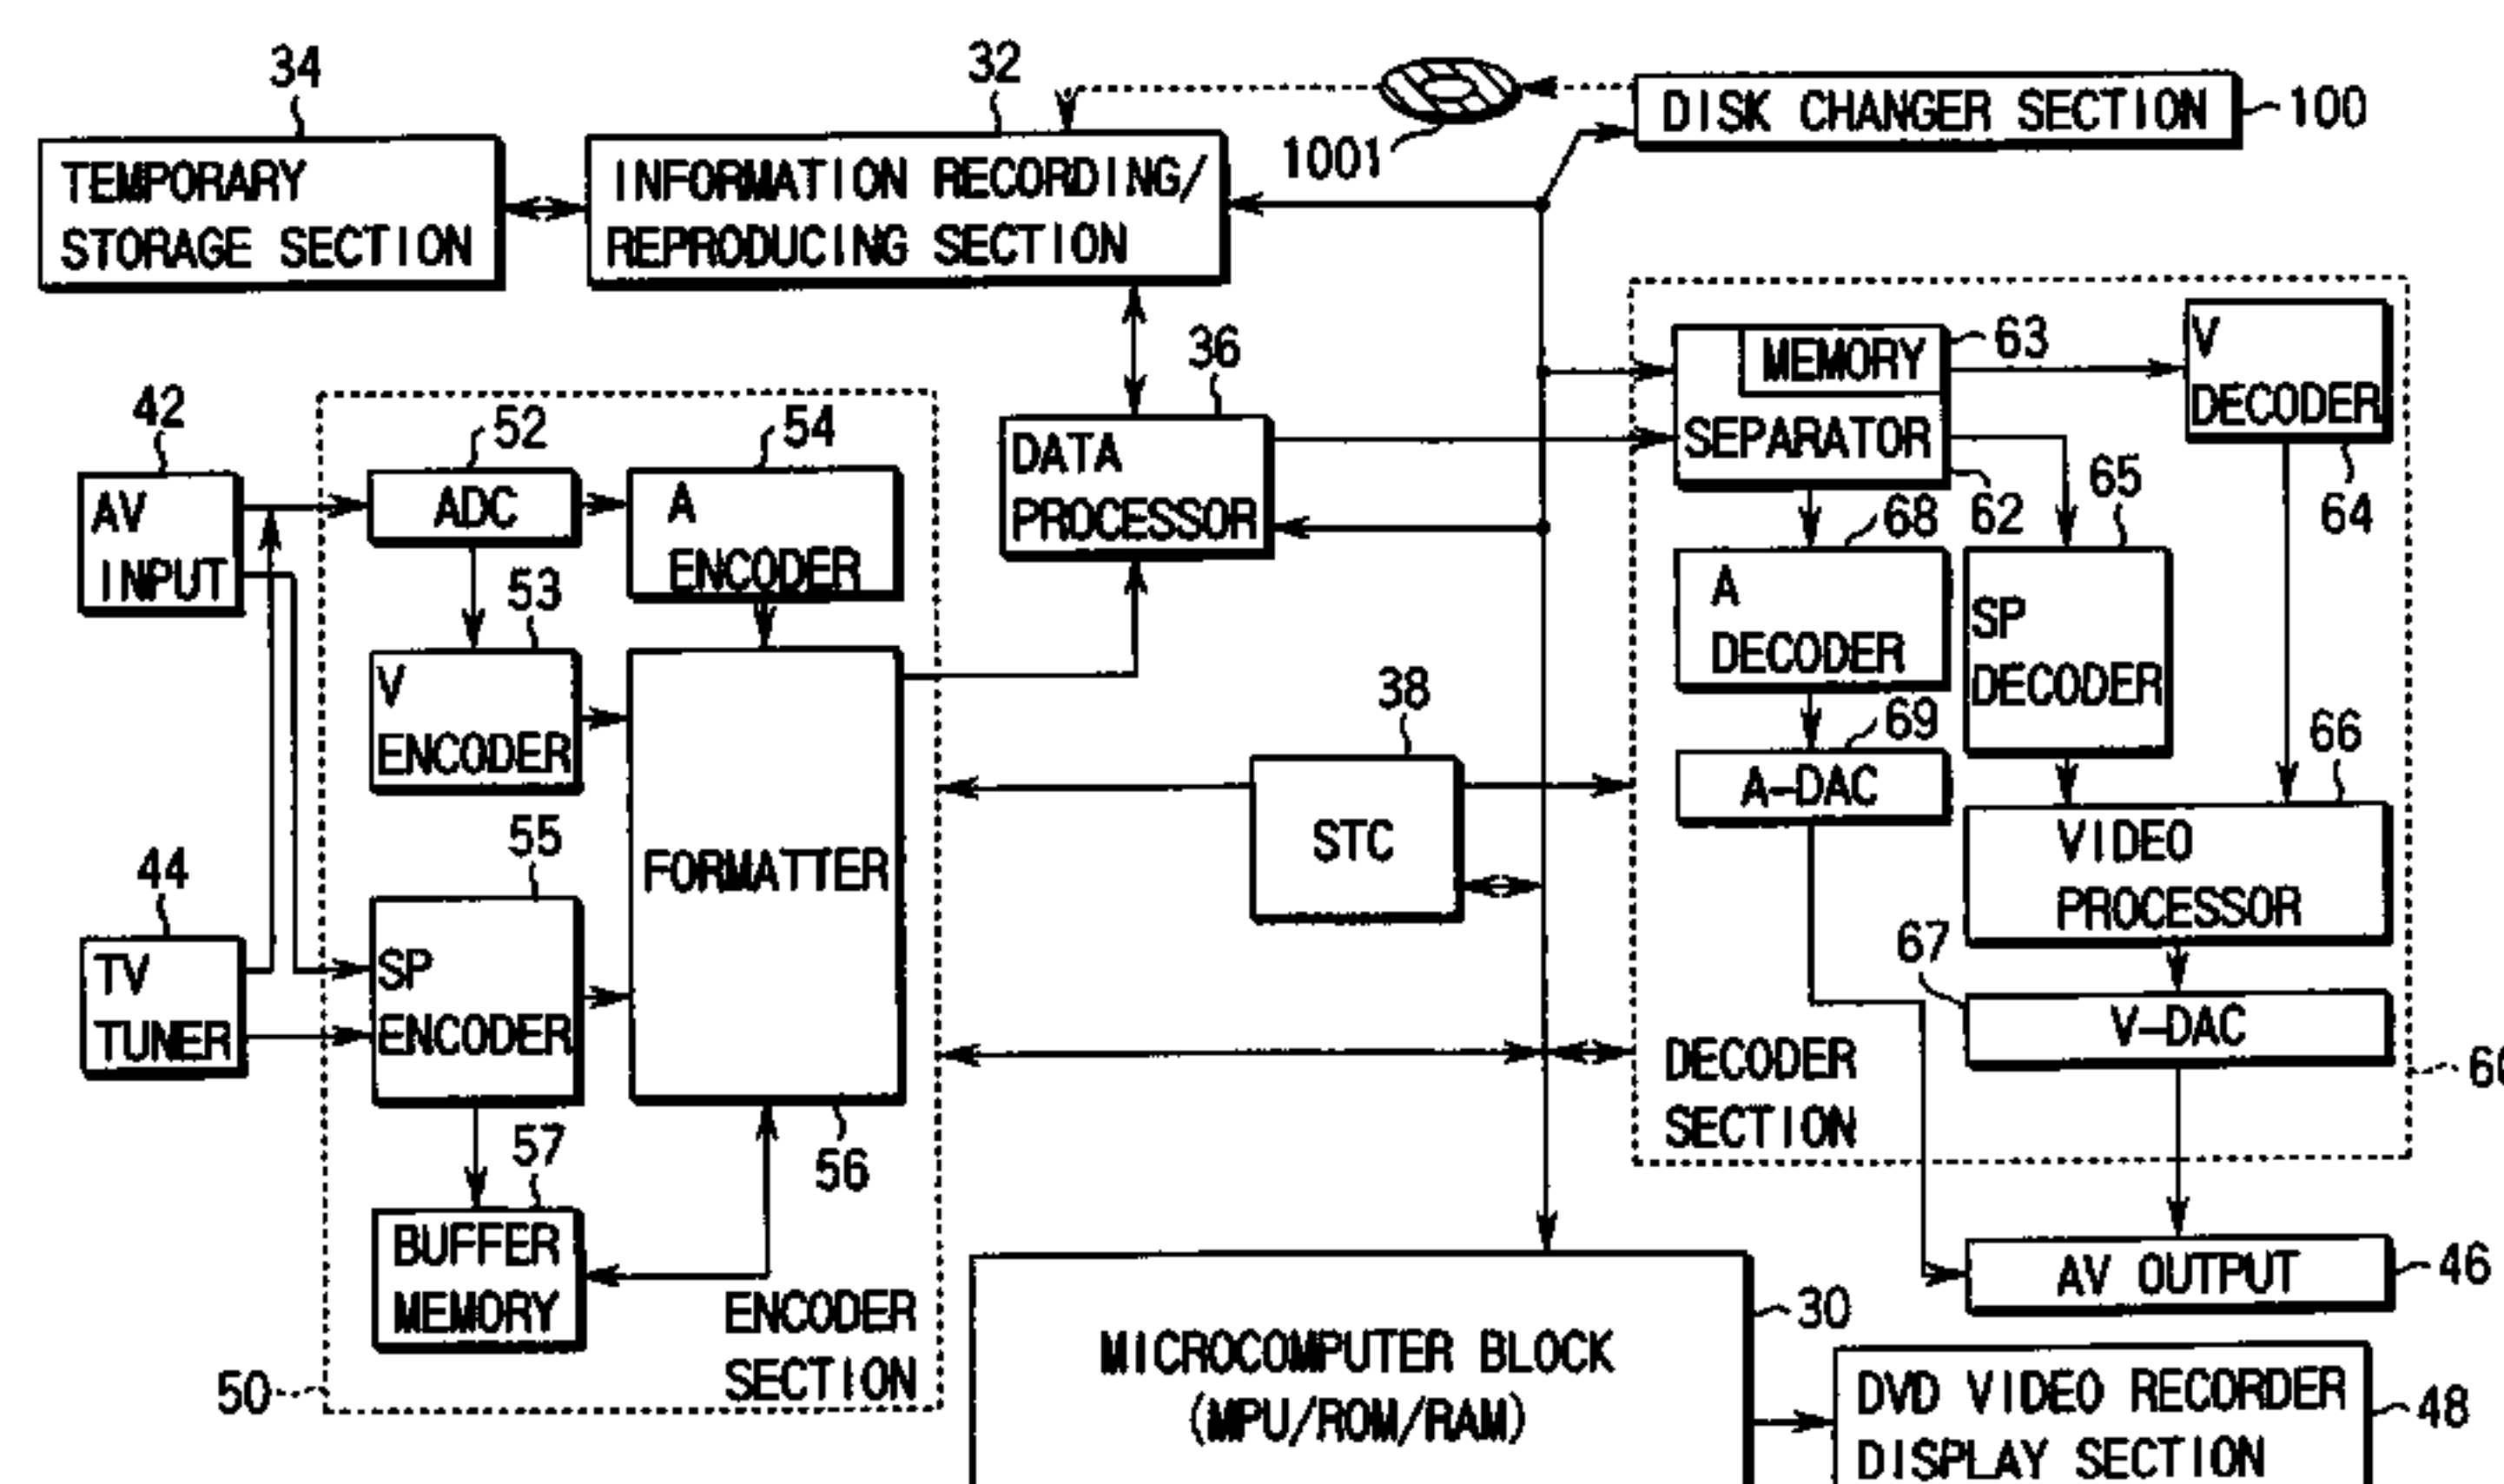 34
32
1001
DISK CHANGER SECTION
100
TEMPORARY
STORAGE SECTION
INFORMATION RECORDING/
REPRODUCING SECTION
42
AV
INPUT
44
TV
TUNER
52
ADC
54
A
ENCODER
53
V
ENCODER
55
SP
ENCODER
FORMATTER
56
57
BUFFER
MEMORY
ENCODER
SECTION
50
36
DATA
PROCESSOR
38
STC
MEMORY
63
SEPARATOR
62
V
DECODER
64
65
SP
DECODER
68
A
DECODER
69
A-DAC
66
VIDEO
PROCESSOR
67
V-DAC
DECODER
SECTION
AV OUTPUT
46
MICROCOMPUTER BLOCK
(MPU/ROM/RAM)
30
DVD VIDEO RECORDER
DISPLAY SECTION
48